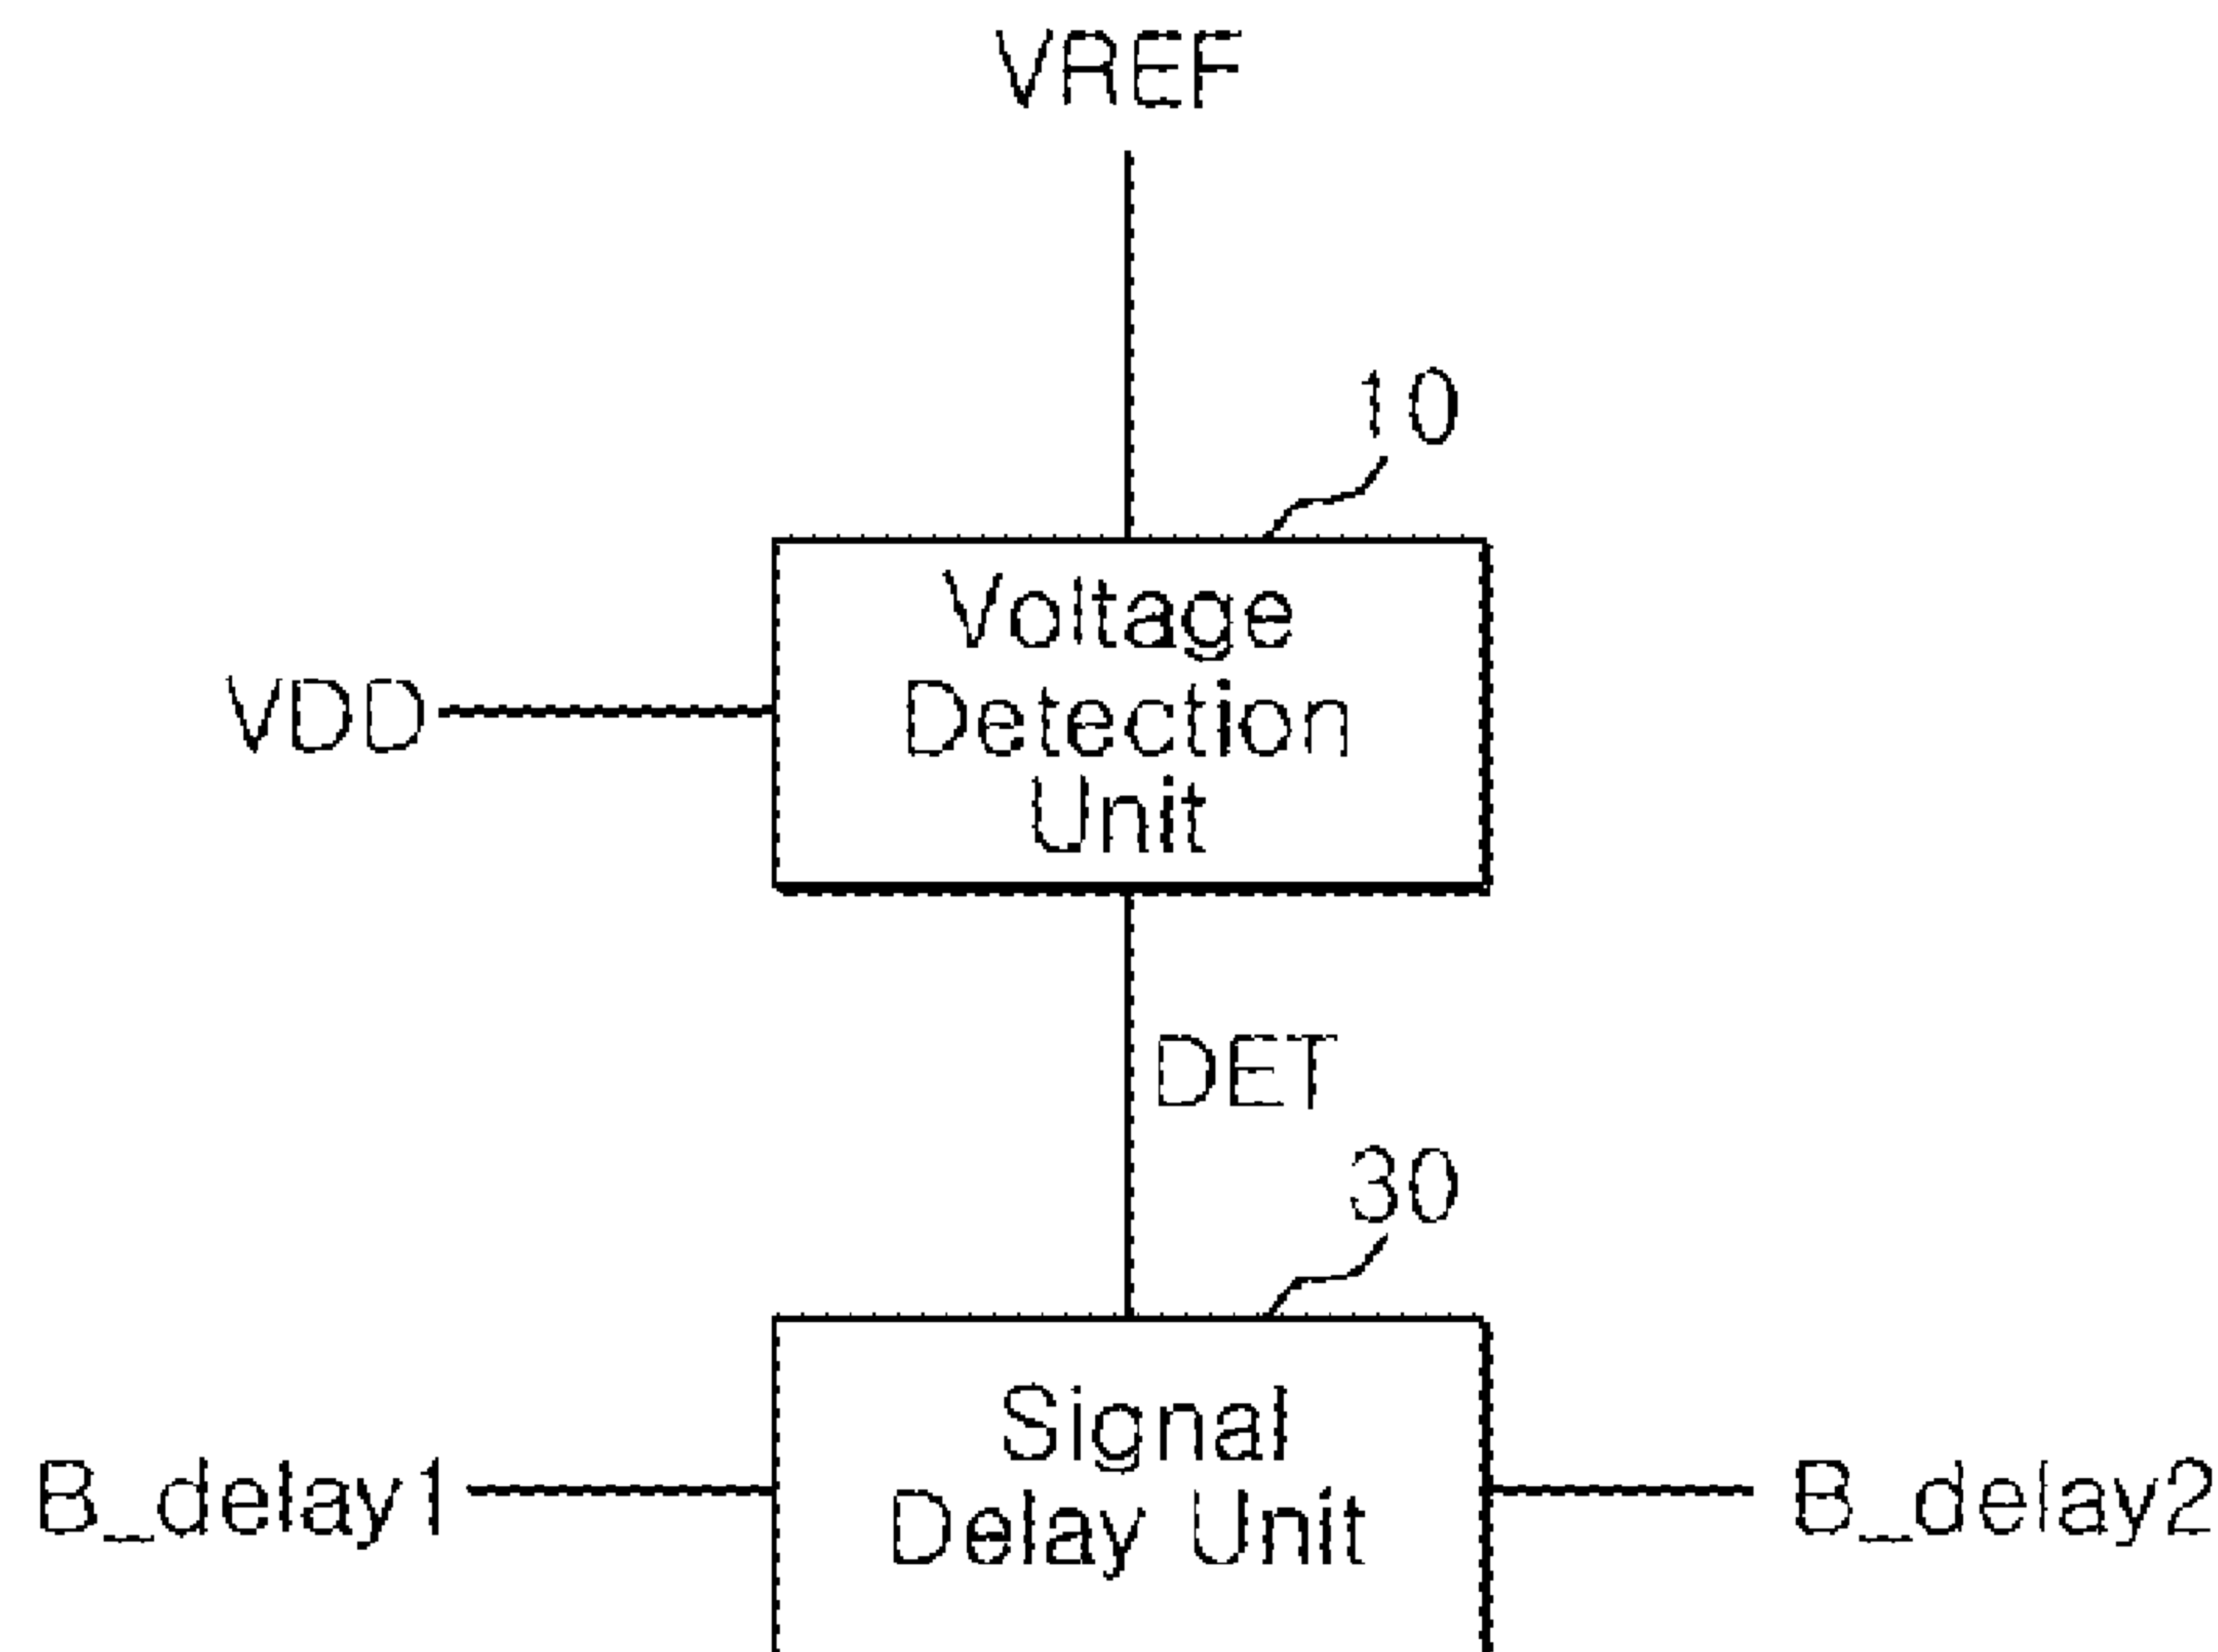 VREF
10
Voltage
Detection
Unit
VDD
DET
30
Signal
Delay Unit
B_delay1
B_delay2